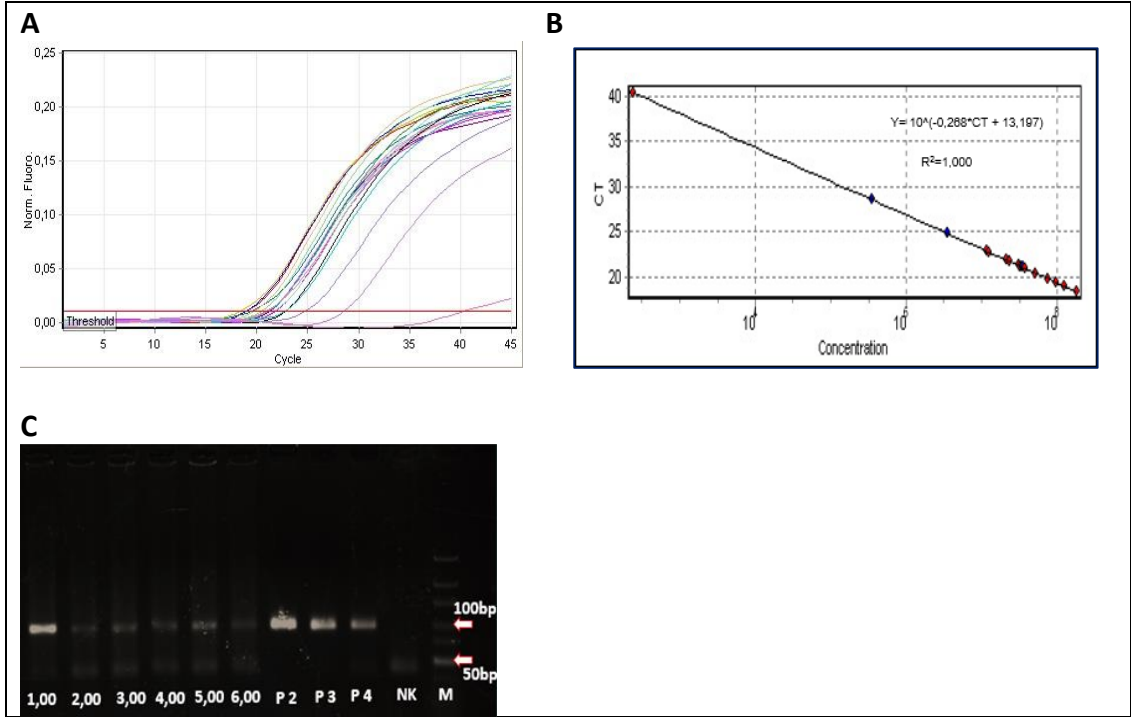 A
0,25
0,20
0,15
0,10
0,05
0,00
Norm. Fluoro.
Threshold
5 10 15 20 25 30 35 40 45
Cycle
B
40
35
30
25
20
CT
Y= 10^(-0,268*CT + 13,197)
R²=1,000
Concentration
C
100bp
50bp
1,00 2,00 3,00 4,00 5,00 6,00 P 2 P 3 P 4 NK M